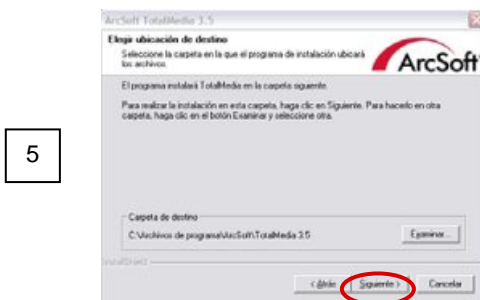 ArcSoft TotalMedia 3.5
Elegir ubicación de destino
Seleccione la carpeta en la que el programa de instalación ubicará
los archivos.
ArcSoft
El programa instalará TotalMedia en la carpeta siguiente.
Para realizar la instalación en esta carpeta, haga clic en Siguiente. Para hacerlo en otra
carpeta, haga clic en el botón Examinar y seleccione otra.
5
Carpeta de destino
C:\Archivos de programa\ArcSoft\TotalMedia 3.5
Examinar...
InstallShield
< Atrás
Siguiente >
Cancelar